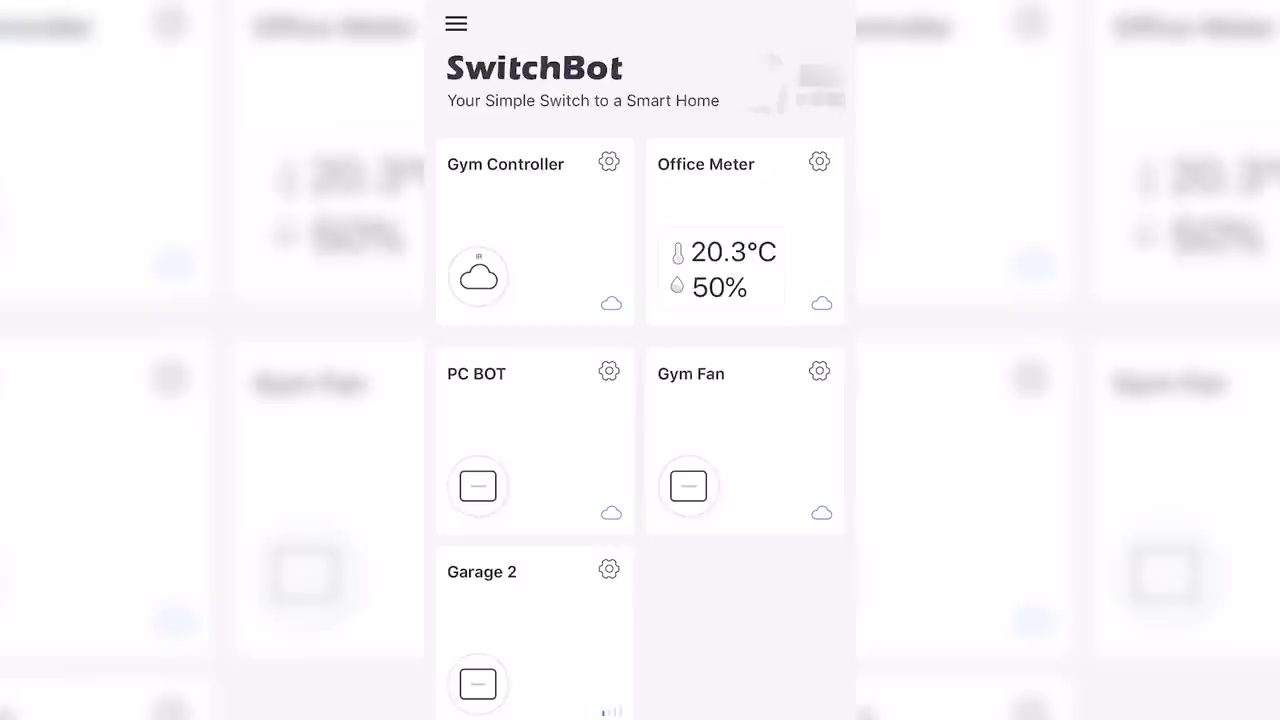 SwitchBot
Your Simple Switch to a Smart Home
Gym Controller
Office Meter
IR
20.3°C
50%
PC BOT
Gym Fan
Garage 2